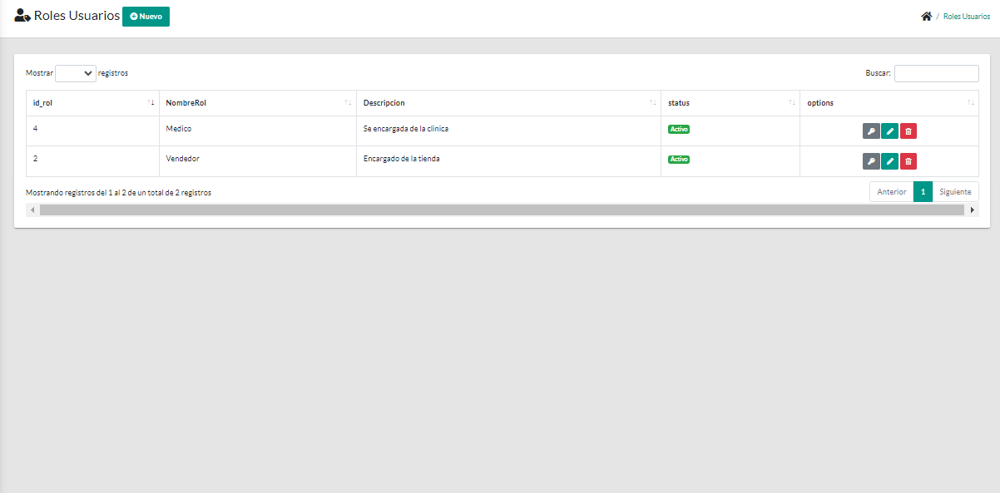 Roles Usuarios Nuevo
/ Roles Usuarios
Mostrar registros
Buscar:
id_rol NombreRol Descripcion status options
4 Medico Se encargada de la clinica Activo
2 Vendedor Encargado de la tienda Activo
Mostrando registros del 1 al 2 de un total de 2 registros
Anterior 1 Siguiente